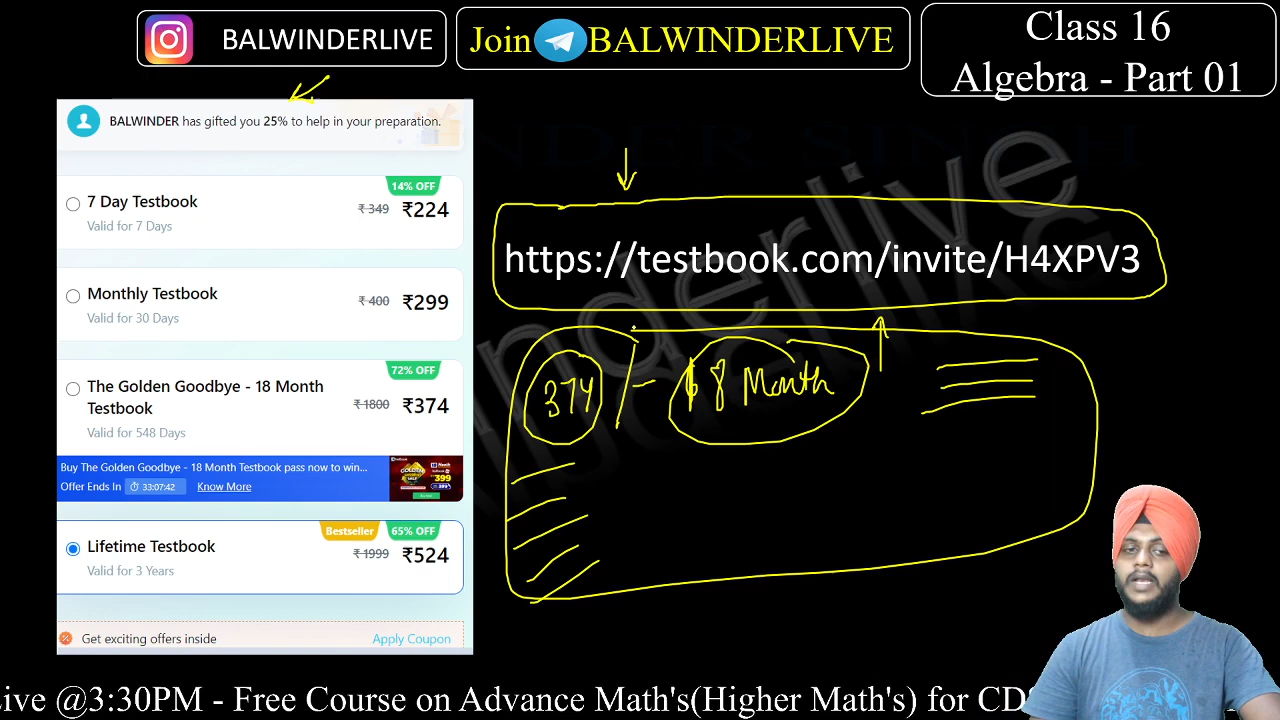 BALWINDERLIVE
Join BALWINDERLIVE
Class 16
Algebra - Part 01
BALWINDER has gifted you 25% to help in your preparation.
14% OFF
7 Day Testbook
₹349 ₹224
Valid for 7 Days
Monthly Testbook
₹400 ₹299
Valid for 30 Days
72% OFF
The Golden Goodbye - 18 Month
Testbook
₹1800 ₹374
Valid for 548 Days
Buy The Golden Goodbye - 18 Month Testbook pass now to win...
Offer Ends In 33:07:42 Know More
Bestseller 65% OFF
Lifetime Testbook
₹1999 ₹524
Valid for 3 Years
Get exciting offers inside Apply Coupon
https://testbook.com/invite/H4XPV3
374/- 18 Month
ive @3:30PM - Free Course on Advance Math's(Higher Math's) for CDS